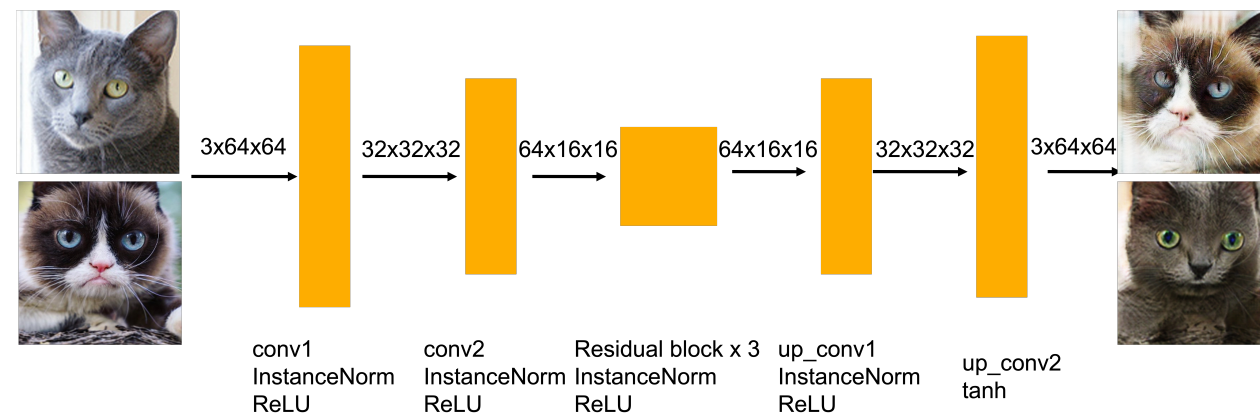 3x64x64
32x32x32
64x16x16
64x16x16
32x32x32
3x64x64
conv1
InstanceNorm
ReLU
conv2
InstanceNorm
ReLU
Residual block x 3
InstanceNorm
ReLU
up_conv1
InstanceNorm
ReLU
up_conv2
tanh